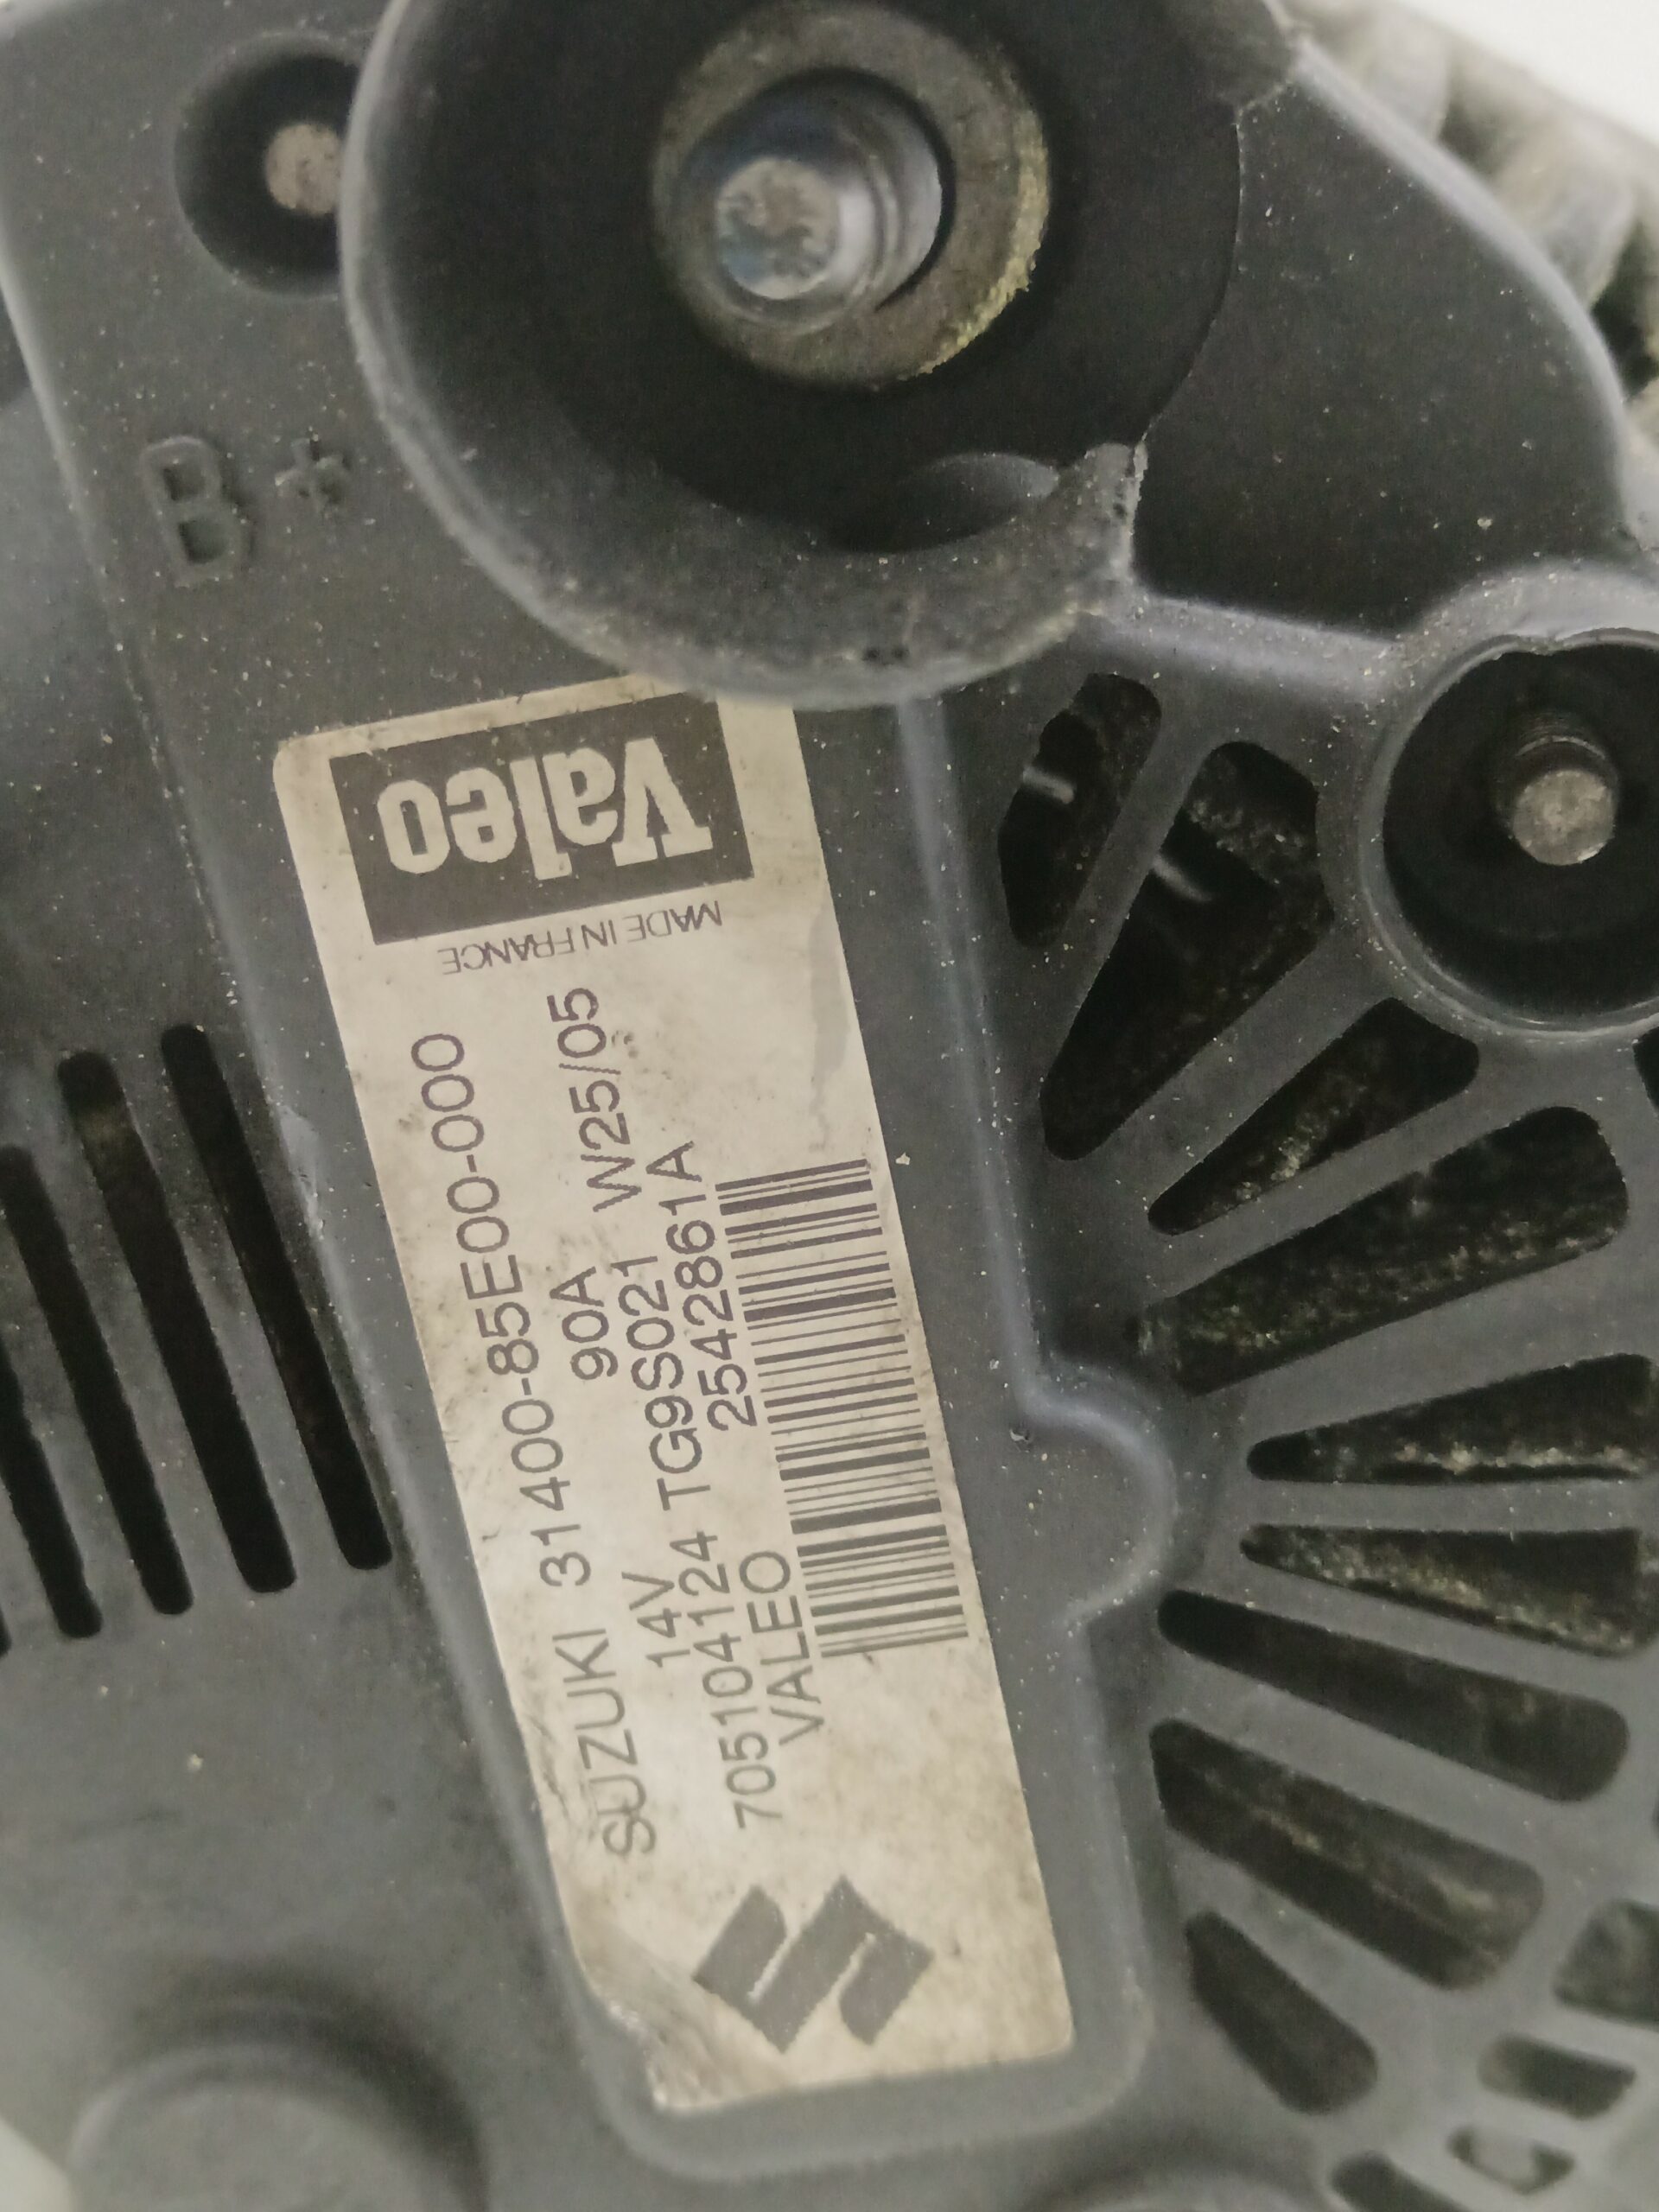 B+
Valeo
MADE IN FRANCE
SUZUKI 31400-85E00-000
14V 90A W25/05
705104124 TG9S021
VALEO 2542861A